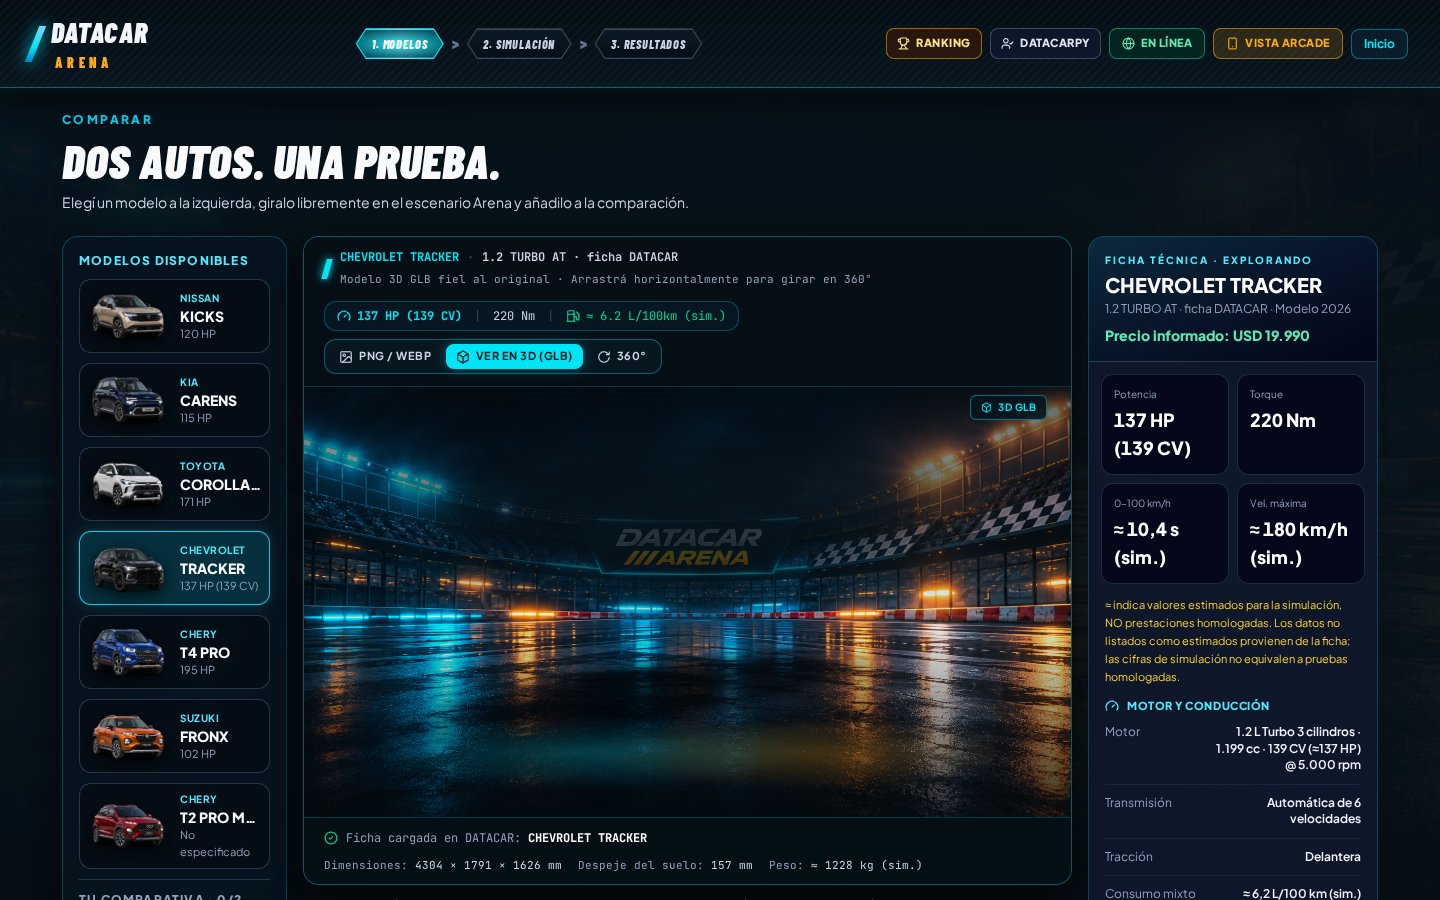 DATACAR
ARENA
1. MODELOS
>
2. SIMULACIÓN
>
3. RESULTADOS
RANKING
DATACARPY
EN LÍNEA
VISTA ARCADE
Inicio
COMPARAR
DOS AUTOS. UNA PRUEBA.
Elegí un modelo a la izquierda, giralo libremente en el escenario Arena y añadilo a la comparación.
MODELOS DISPONIBLES
NISSAN
KICKS
120 HP
KIA
CARENS
115 HP
TOYOTA
COROLLA...
171 HP
CHEVROLET
TRACKER
137 HP (139 CV)
CHERY
T4 PRO
195 HP
SUZUKI
FRONX
102 HP
CHERY
T2 PRO M...
No
especificado
TU COMPARATIVA · 0/2
CHEVROLET TRACKER · 1.2 TURBO AT · ficha DATACAR
Modelo 3D GLB fiel al original · Arrastrá horizontalmente para girar en 360°
137 HP (139 CV) | 220 Nm | ≈ 6.2 L/100km (sim.)
PNG / WEBP
VER EN 3D (GLB)
360°
3D GLB
DATACAR
///ARENA
Ficha cargada en DATACAR: CHEVROLET TRACKER
Dimensiones: 4304 × 1791 × 1626 mm Despeje del suelo: 157 mm Peso: ≈ 1228 kg (sim.)
FICHA TÉCNICA · EXPLORANDO
CHEVROLET TRACKER
1.2 TURBO AT · ficha DATACAR · Modelo 2026
Precio informado: USD 19.990
Potencia
137 HP
(139 CV)
Torque
220 Nm
0–100 km/h
≈ 10,4 s
(sim.)
Vel. máxima
≈ 180 km/h
(sim.)
≈ indica valores estimados para la simulación,
NO prestaciones homologadas. Los datos no
listados como estimados provienen de la ficha;
las cifras de simulación no equivalen a pruebas
homologadas.
MOTOR Y CONDUCCIÓN
Motor
1.2 L Turbo 3 cilindros ·
1.199 cc · 139 CV (≈137 HP)
@ 5.000 rpm
Transmisión
Automática de 6
velocidades
Tracción
Delantera
Consumo mixto
≈ 6,2 L/100 km (sim.)